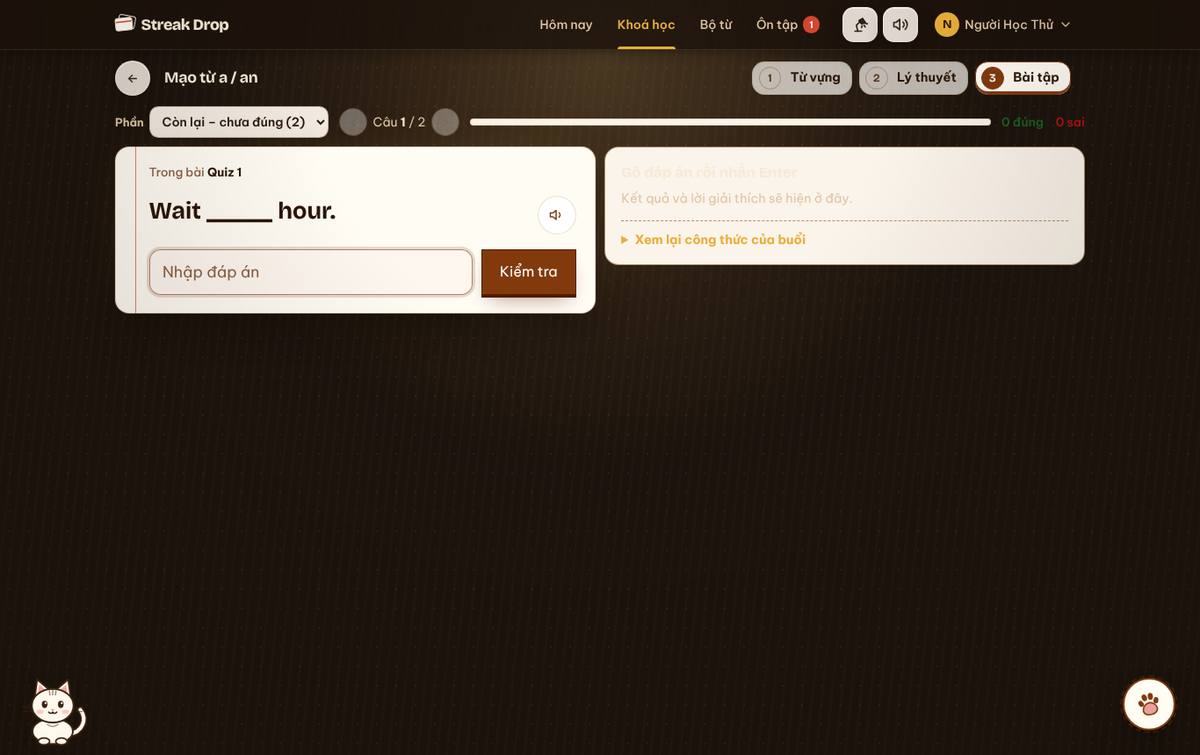 Streak Drop
Hôm nay
Khoá học
Bộ từ
Ôn tập 1
N Người Học Thử
Mạo từ a / an
1 Từ vựng
2 Lý thuyết
3 Bài tập
Phần Còn lại – chưa đúng (2)
Câu 1 / 2
0 đúng 0 sai
Trong bài Quiz 1
Wait _____ hour.
Nhập đáp án
Kiểm tra
Gõ đáp án rồi nhấn Enter
Kết quả và lời giải thích sẽ hiện ở đây.
Xem lại công thức của buổi